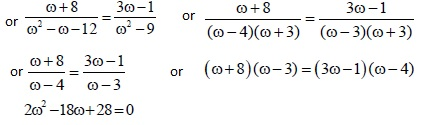 or (ω+8)/(ω²−ω−12) = (3ω−1)/(ω²−9) or (ω+8)/((ω−4)(ω+3)) = (3ω−1)/((ω−3)(ω+3))
or (ω+8)/(ω−4) = (3ω−1)/(ω−3) or (ω+8)(ω−3)=(3ω−1)(ω−4)
2ω²−18ω+28=0